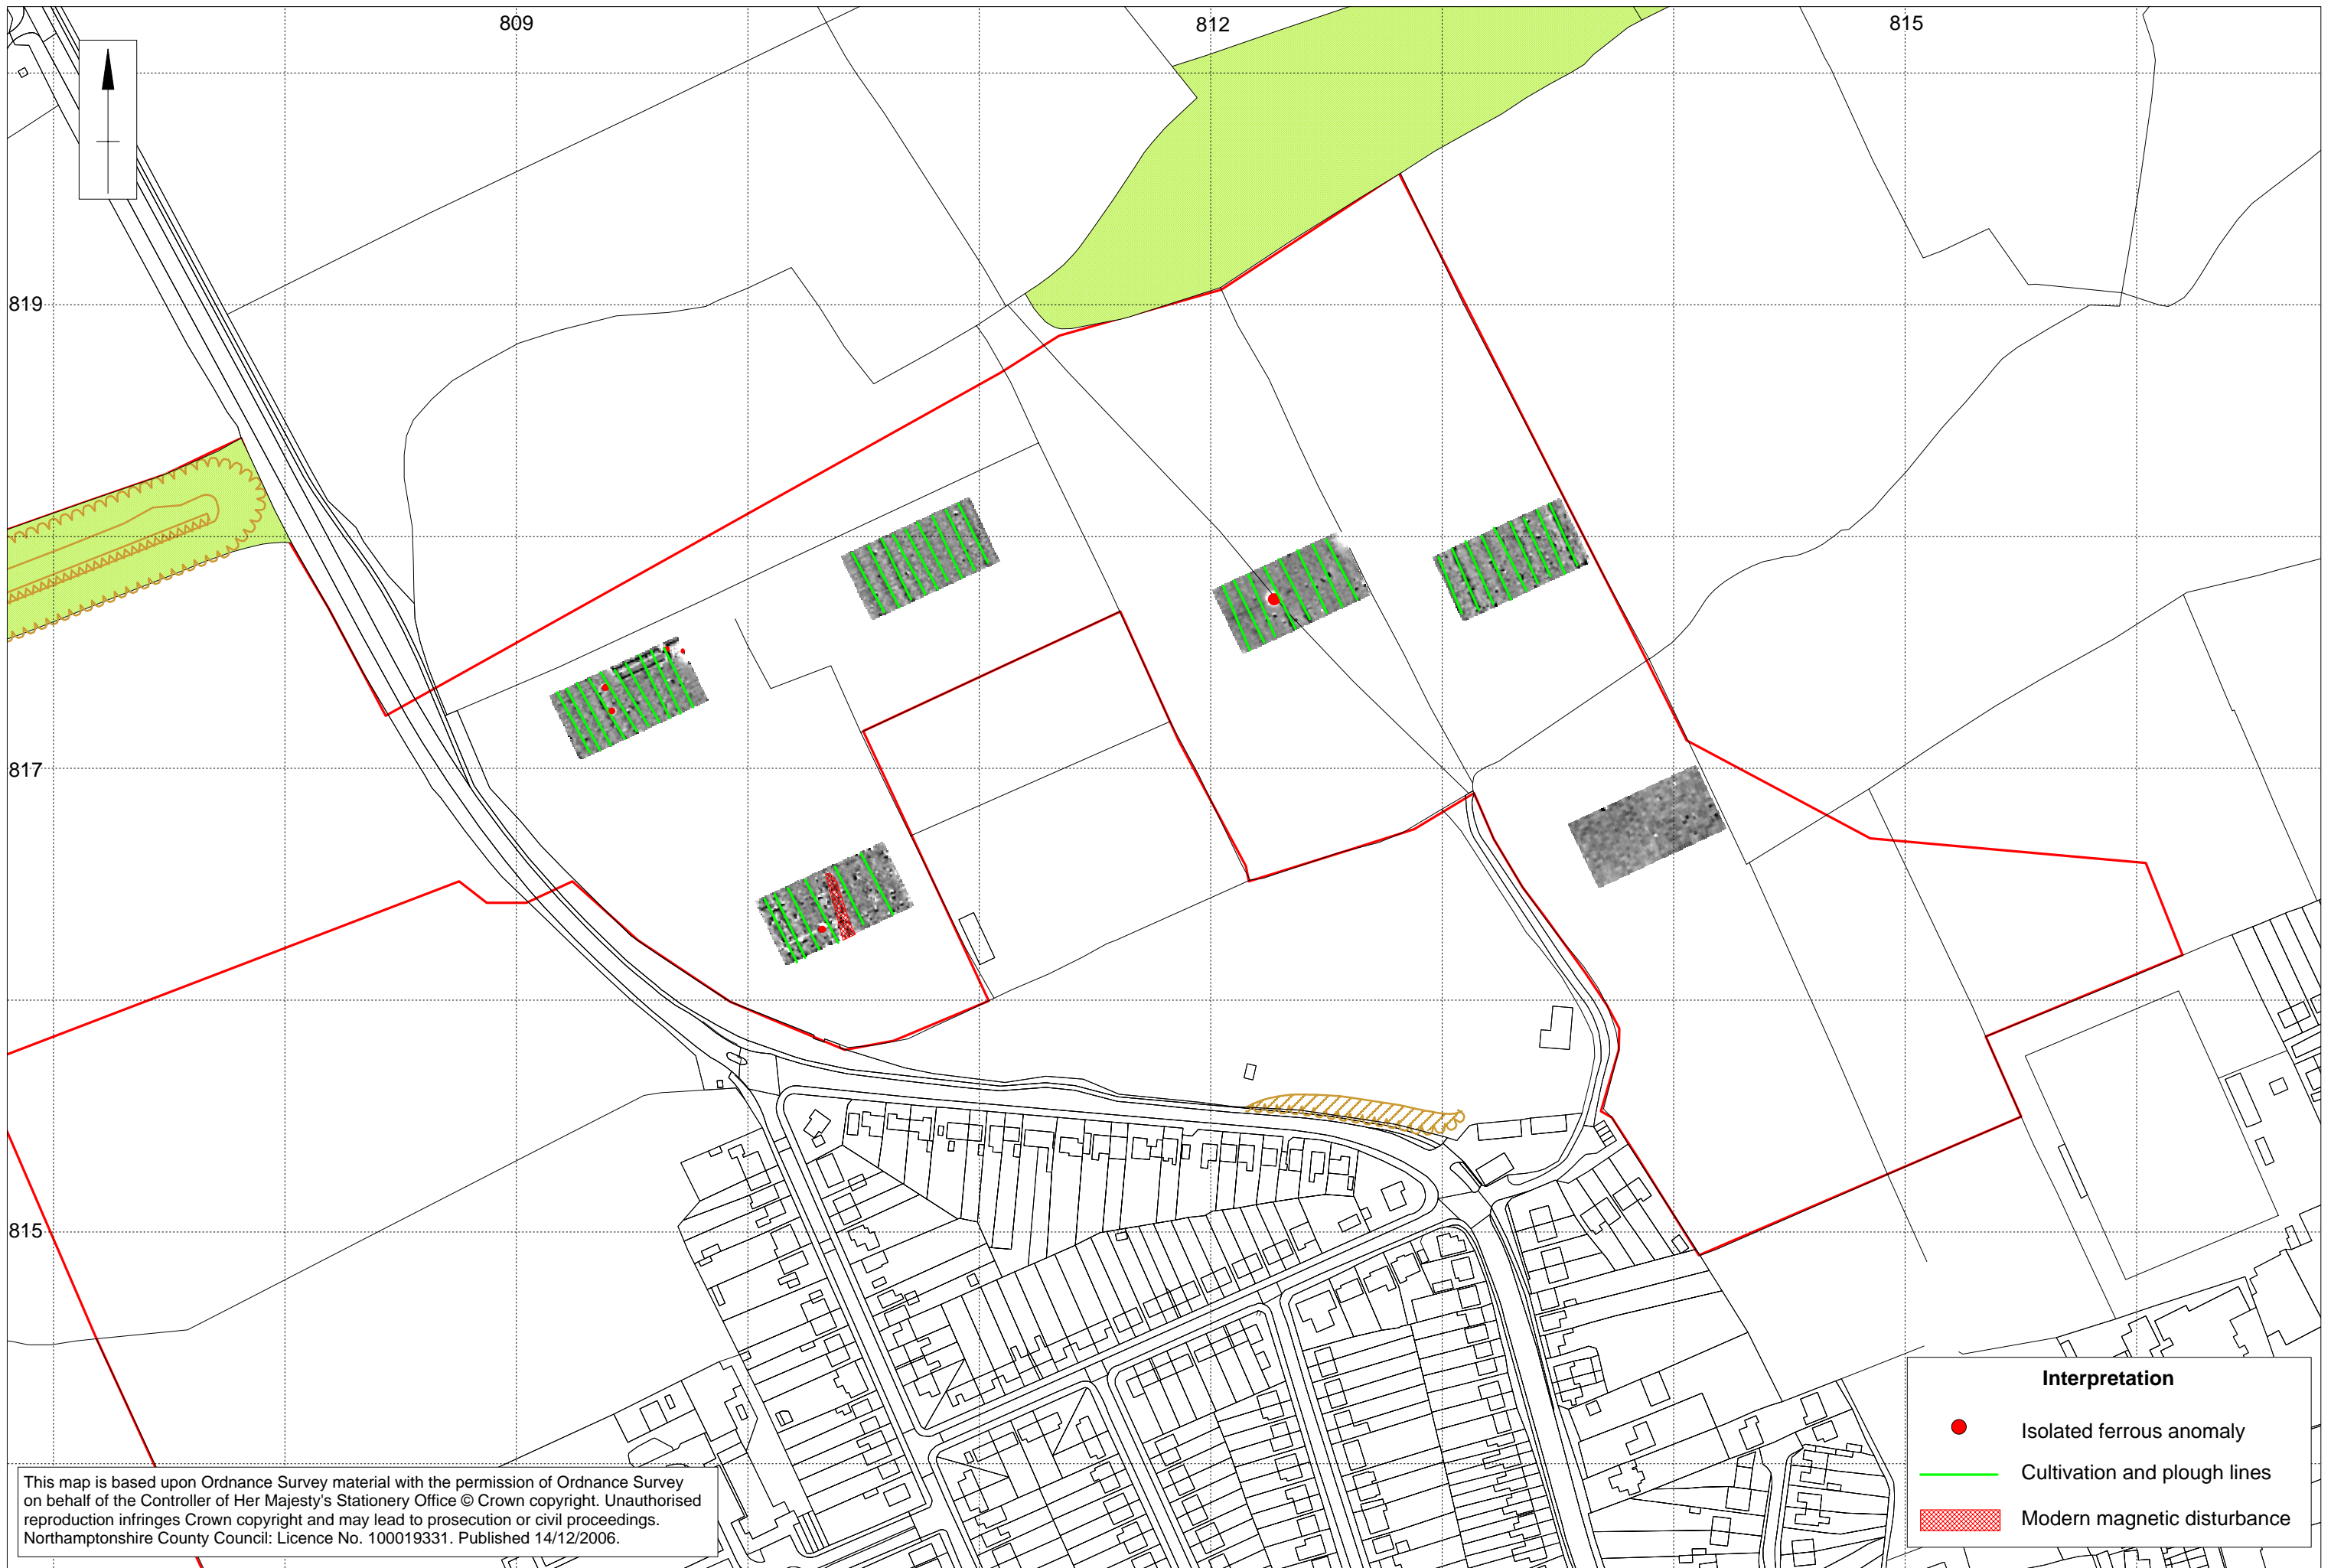 809
812
815
819
817
815
Interpretation
Isolated ferrous anomaly
Cultivation and plough lines
Modern magnetic disturbance
This map is based upon Ordnance Survey material with the permission of Ordnance Survey
on behalf of the Controller of Her Majesty's Stationery Office © Crown copyright. Unauthorised
reproduction infringes Crown copyright and may lead to prosecution or civil proceedings.
Northamptonshire County Council: Licence No. 100019331. Published 14/12/2006.